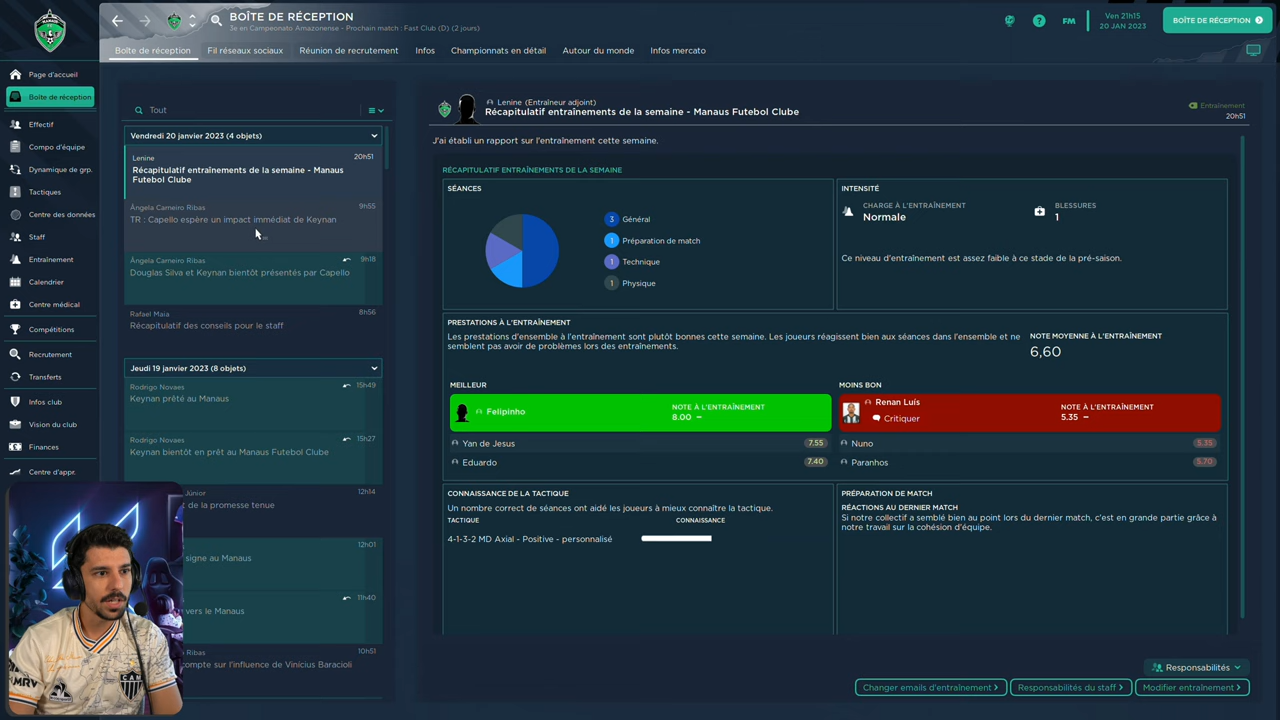 BOÎTE DE RÉCEPTION
3e en Campeonato Amazonense - Prochain match : Fast Club (D) (2 jours)
FM
Ven 21h15
20 JAN 2023
BOÎTE DE RÉCEPTION
Boîte de réception
Fil réseaux sociaux
Réunion de recrutement
Infos
Championnats en détail
Autour du monde
Infos mercato
Page d'accueil
Boîte de réception
Effectif
Compo d'équipe
Dynamique de grp.
Tactiques
Centre des données
Staff
Entraînement
Calendrier
Centre médical
Compétitions
Recrutement
Transferts
Infos club
Vision du club
Finances
Centre d'appr.
Tout
Vendredi 20 janvier 2023 (4 objets)
Lenine
20h51
Récapitulatif entraînements de la semaine - Manaus
Futebol Clube
Ângela Carneiro Ribas
9h55
TR : Capello espère un impact immédiat de Keynan
Ângela Carneiro Ribas
9h18
Douglas Silva et Keynan bientôt présentés par Capello
Rafael Maia
8h56
Récapitulatif des conseils pour le staff
Jeudi 19 janvier 2023 (8 objets)
Rodrigo Novaes
15h49
Keynan prêté au Manaus
Rodrigo Novaes
15h27
Keynan bientôt en prêt au Manaus Futebol Clube
Júnior
12h14
t de la promesse tenue
12h01
signe au Manaus
11h40
vers le Manaus
Ribas
10h51
compte sur l'influence de Vinicius Baracioli
Lenine (Entraîneur adjoint)
Récapitulatif entraînements de la semaine - Manaus Futebol Clube
Entraînement
20h51
J'ai établi un rapport sur l'entraînement cette semaine.
RÉCAPITULATIF ENTRAÎNEMENTS DE LA SEMAINE
SÉANCES
3 Général
1 Préparation de match
1 Technique
1 Physique
INTENSITÉ
CHARGE À L'ENTRAÎNEMENT
Normale
BLESSURES
1
Ce niveau d'entraînement est assez faible à ce stade de la pré-saison.
PRESTATIONS À L'ENTRAÎNEMENT
Les prestations d'ensemble à l'entraînement sont plutôt bonnes cette semaine. Les joueurs réagissent bien aux séances dans l'ensemble et ne
semblent pas avoir de problèmes lors des entraînements.
NOTE MOYENNE À L'ENTRAÎNEMENT
6,60
MEILLEUR
Felipinho
NOTE À L'ENTRAÎNEMENT
8.00 –
Yan de Jesus
7.55
Eduardo
7.40
MOINS BON
Renan Luís
Critiquer
NOTE À L'ENTRAÎNEMENT
5.35 –
Nuno
5.35
Paranhos
5.70
CONNAISSANCE DE LA TACTIQUE
Un nombre correct de séances ont aidé les joueurs à mieux connaître la tactique.
TACTIQUE
CONNAISSANCE
4-1-3-2 MD Axial - Positive - personnalisé
PRÉPARATION DE MATCH
RÉACTIONS AU DERNIER MATCH
Si notre collectif a semblé bien au point lors du dernier match, c'est en grande partie grâce à
notre travail sur la cohésion d'équipe.
Responsabilités
Changer emails d'entraînement
Responsabilités du staff
Modifier entraînement
MRV
CAM